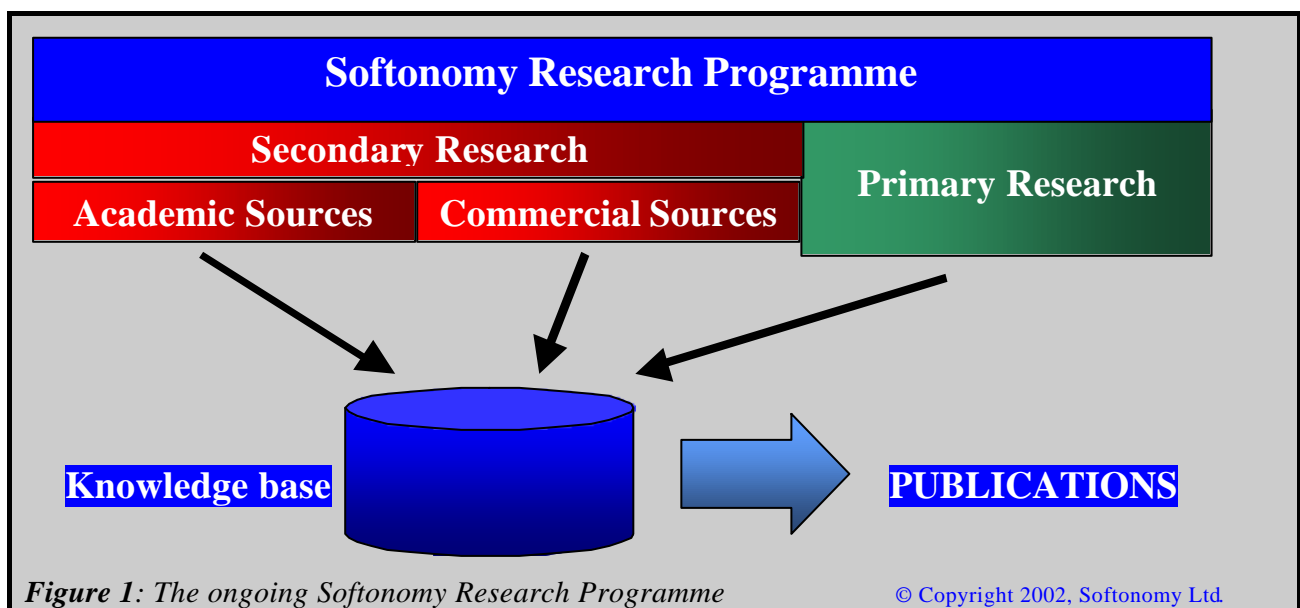 Softonomy Research Programme
Secondary Research
Primary Research
Academic Sources
Commercial Sources
Knowledge base
PUBLICATIONS
Figure 1: The ongoing Softonomy Research Programme
© Copyright 2002, Softonomy Ltd.